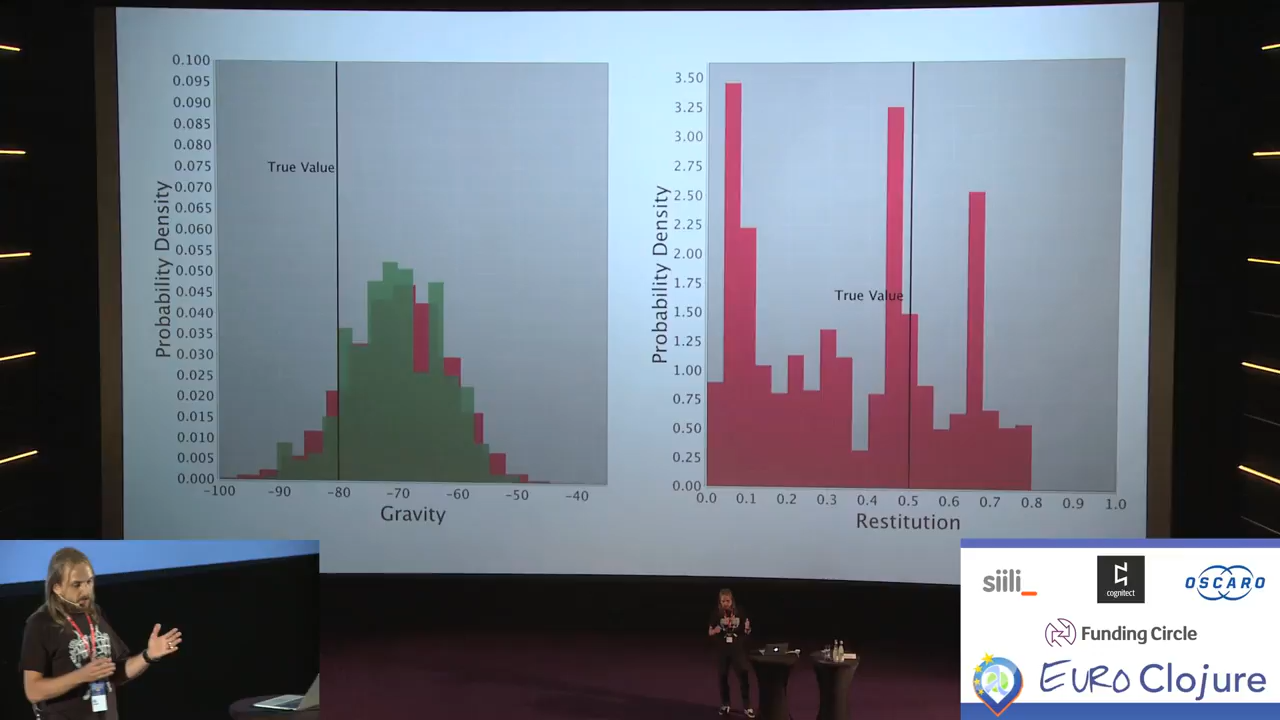 0.100
0.095
0.090
0.085
0.080
0.075
0.070
0.065
0.060
0.055
0.050
0.045
0.040
0.035
0.030
0.025
0.020
0.015
0.010
0.005
0.000
Probability Density
True Value
-100 -90 -80 -70 -60 -50 -40
Gravity
3.50
3.25
3.00
2.75
2.50
2.25
2.00
1.75
1.50
1.25
1.00
0.75
0.50
0.25
0.00
Probability Density
True Value
0.0 0.1 0.2 0.3 0.4 0.5 0.6 0.7 0.8 0.9 1.0
Restitution
siili_
cognitect
OSCARO
Funding Circle
EURO Clojure